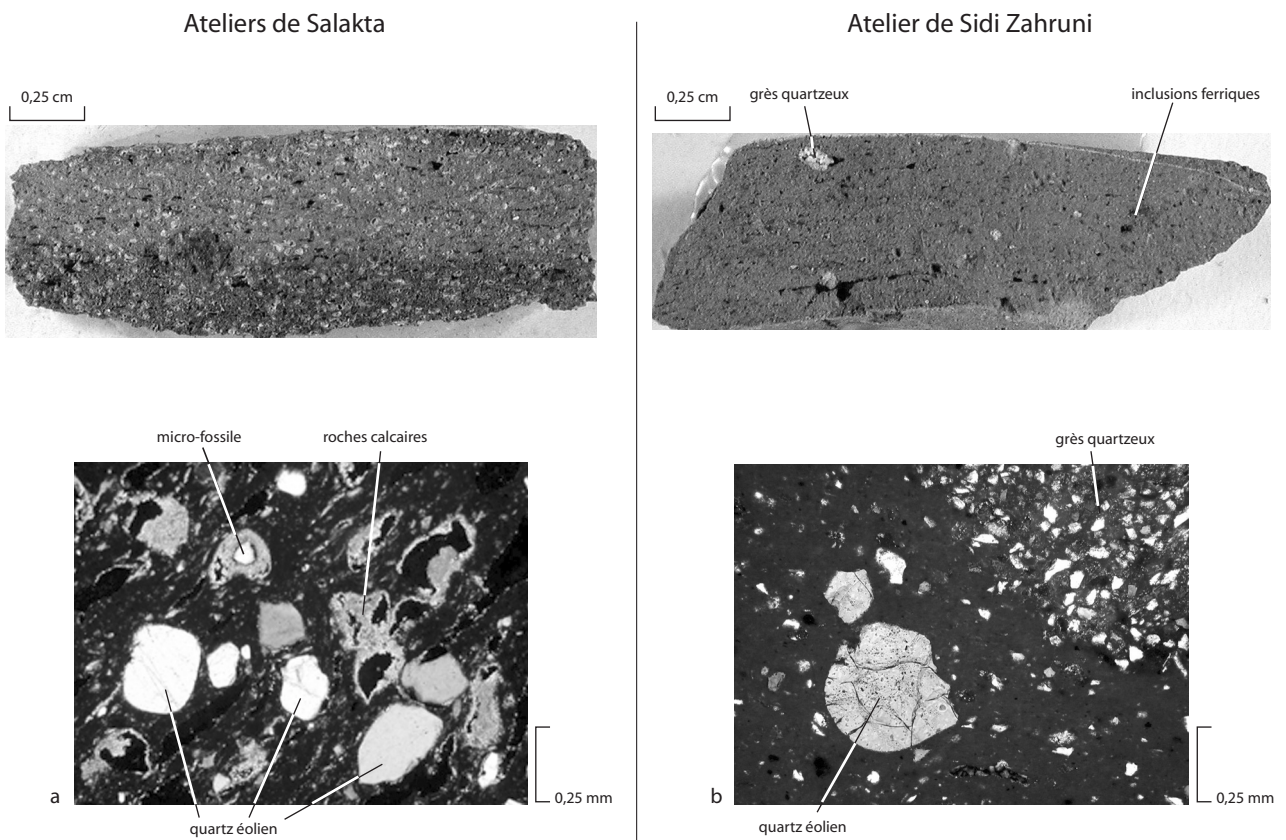 Ateliers de Salakta
0,25 cm
micro-fossile
roches calcaires
a
0,25 mm
quartz éolien
Atelier de Sidi Zahruni
0,25 cm
grès quartzeux
inclusions ferriques
grès quartzeux
b
0,25 mm
quartz éolien